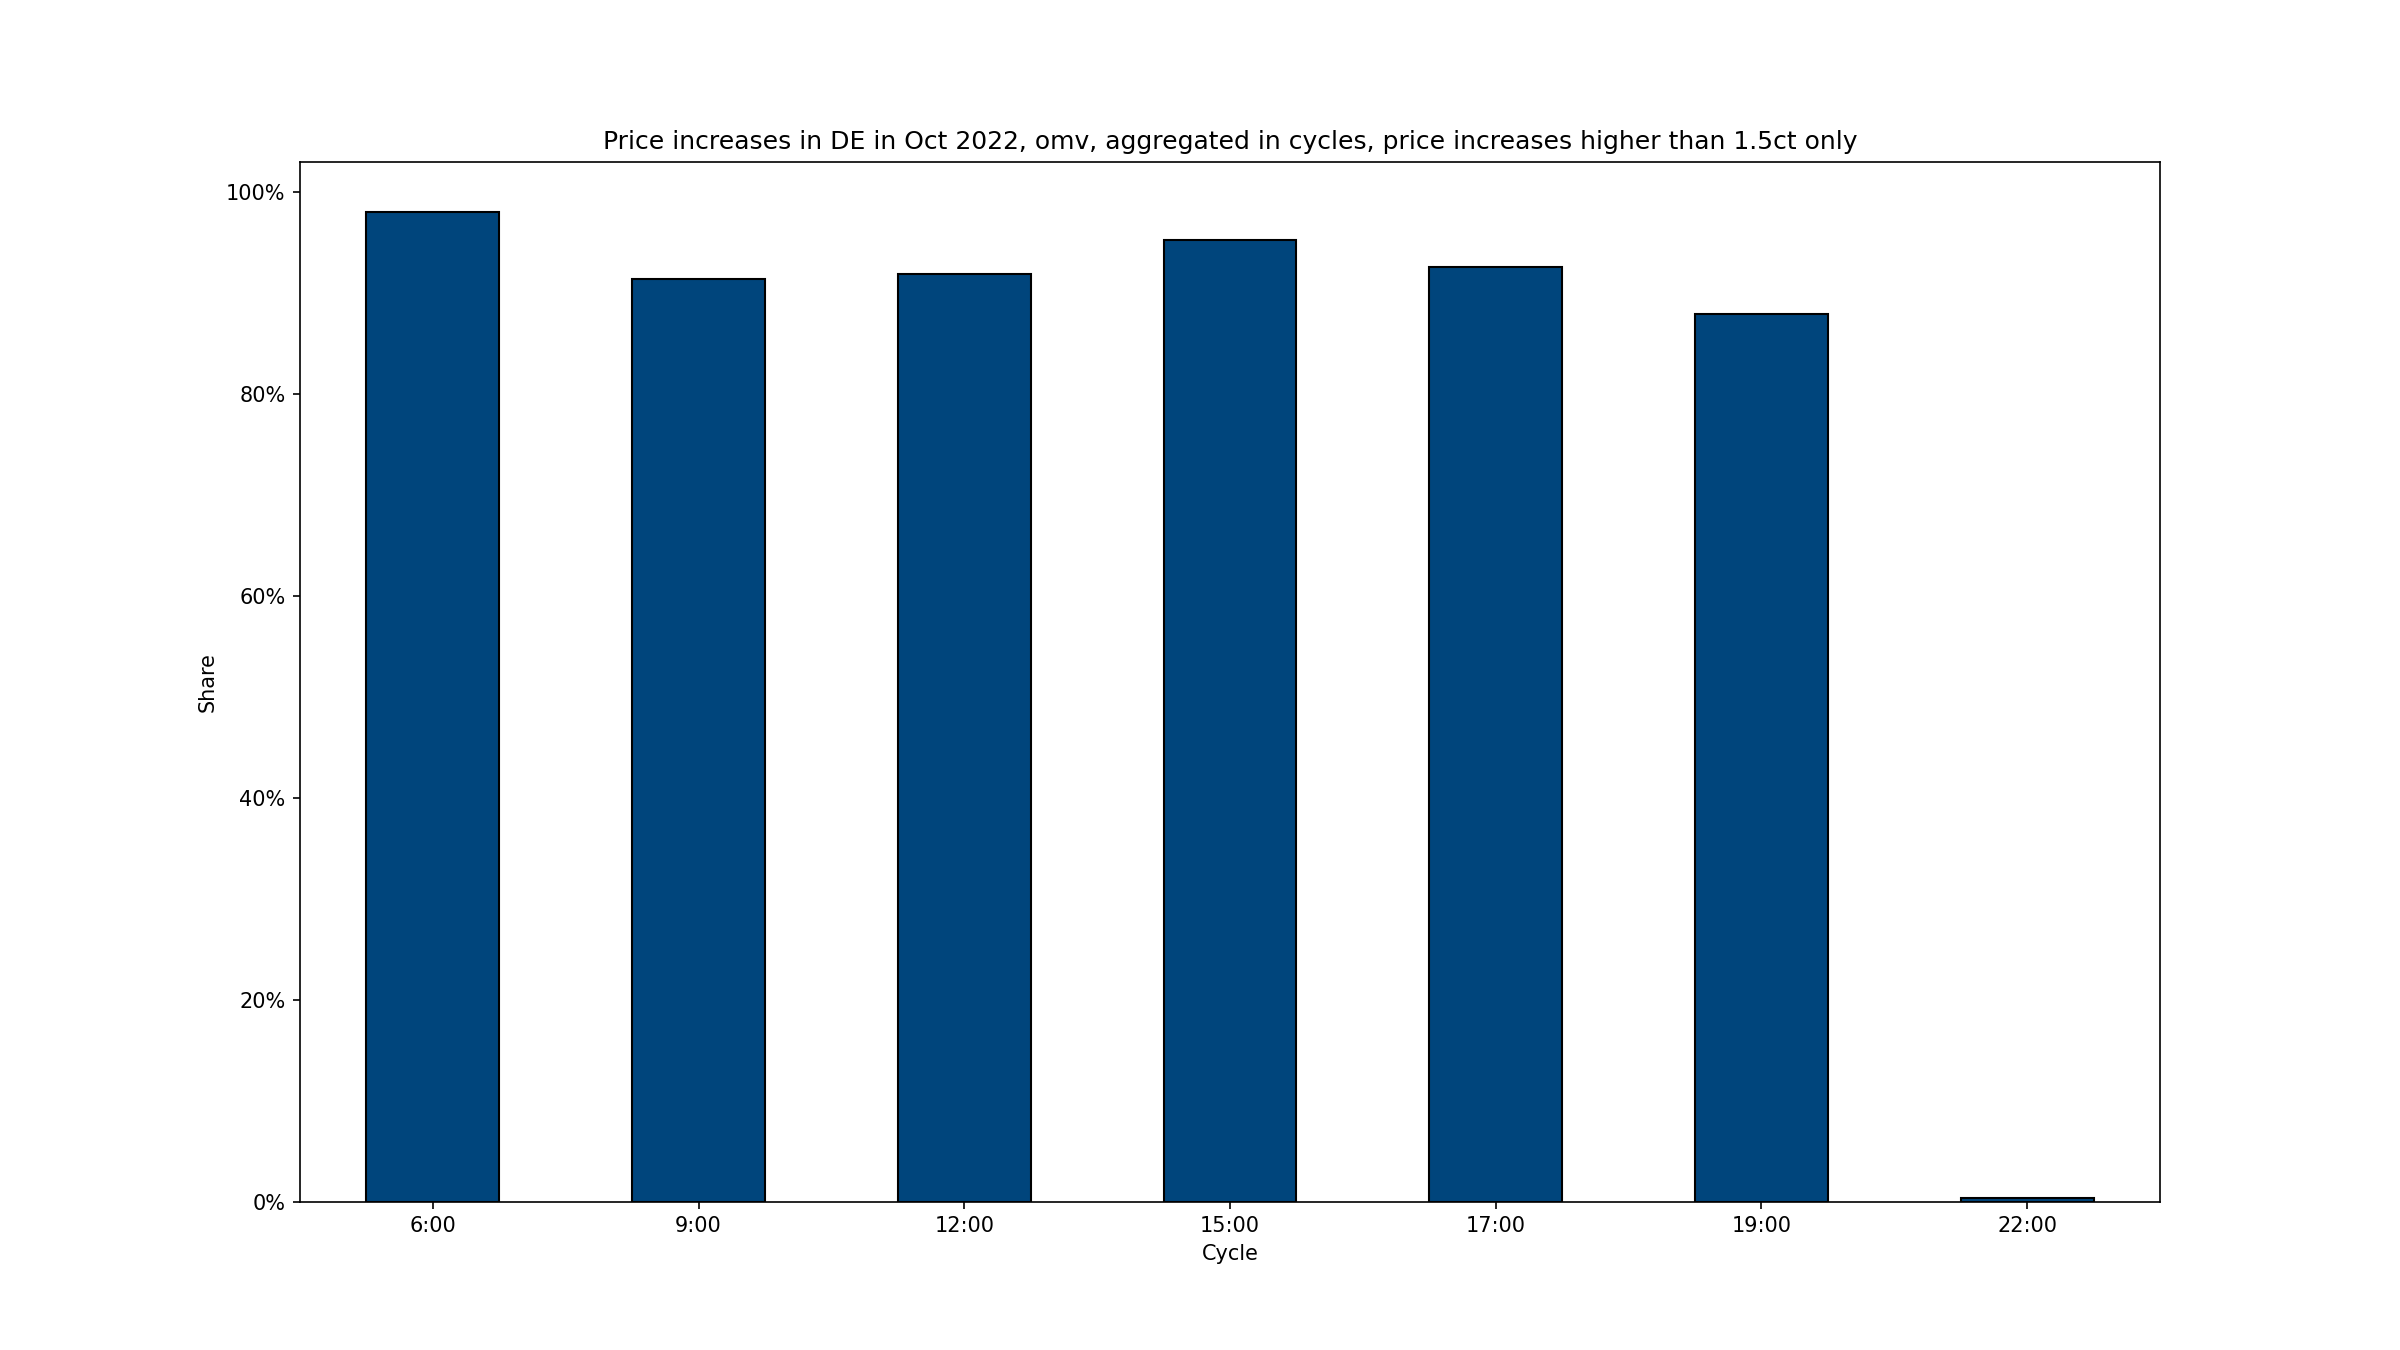 Price increases in DE in Oct 2022, omv, aggregated in cycles, price increases higher than 1.5ct only
100%
80%
60%
40%
20%
0%
Share
6:00 9:00 12:00 15:00 17:00 19:00 22:00
Cycle